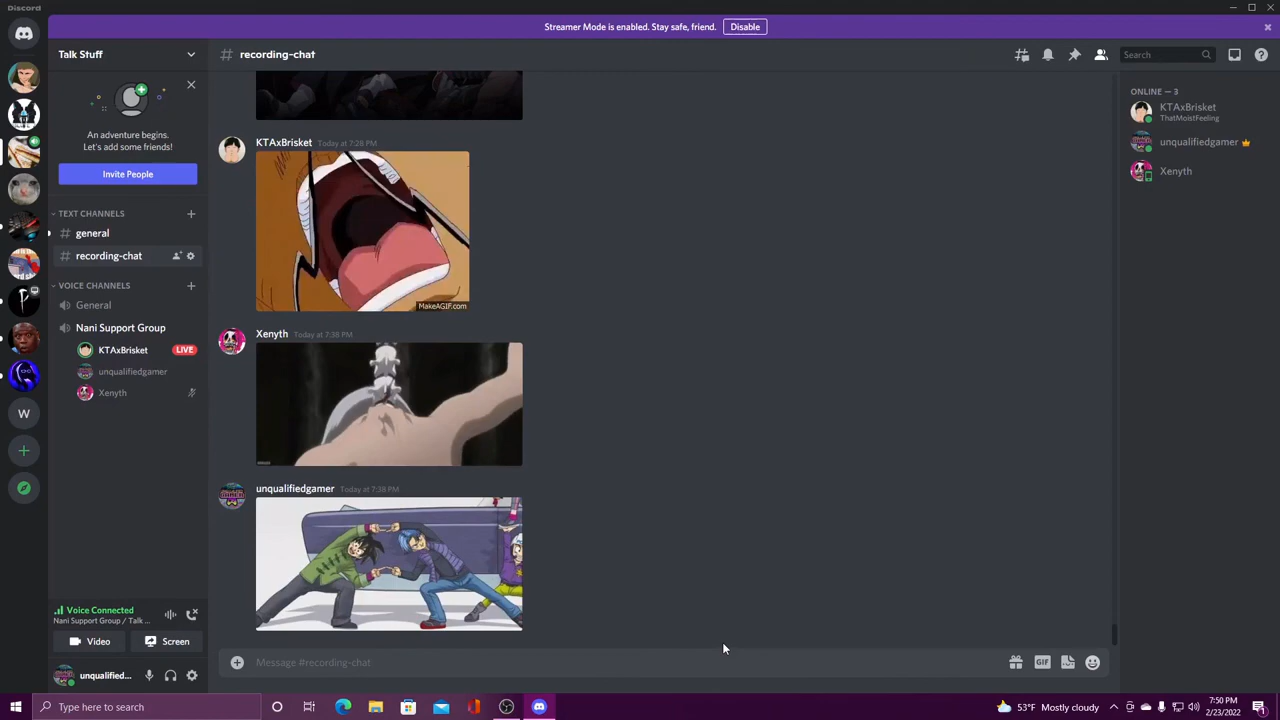 Discord
Streamer Mode is enabled. Stay safe, friend. Disable
Talk Stuff
An adventure begins.
Let's add some friends!
Invite People
TEXT CHANNELS
# general
# recording-chat
VOICE CHANNELS
General
Nani Support Group
KTAxBrisket LIVE
unqualifiedgamer
Xenyth
W
Voice Connected
Nani Support Group / Talk ...
Video Screen
unqualified...
# recording-chat
Search
KTAxBrisket Today at 7:28 PM
MakeAGIF.com
Xenyth Today at 7:38 PM
unqualifiedgamer Today at 7:38 PM
Message #recording-chat
GIF
ONLINE — 3
KTAxBrisket
ThatMoistFeeling
unqualifiedgamer
Xenyth
Type here to search
53°F Mostly cloudy
7:50 PM
2/23/2022